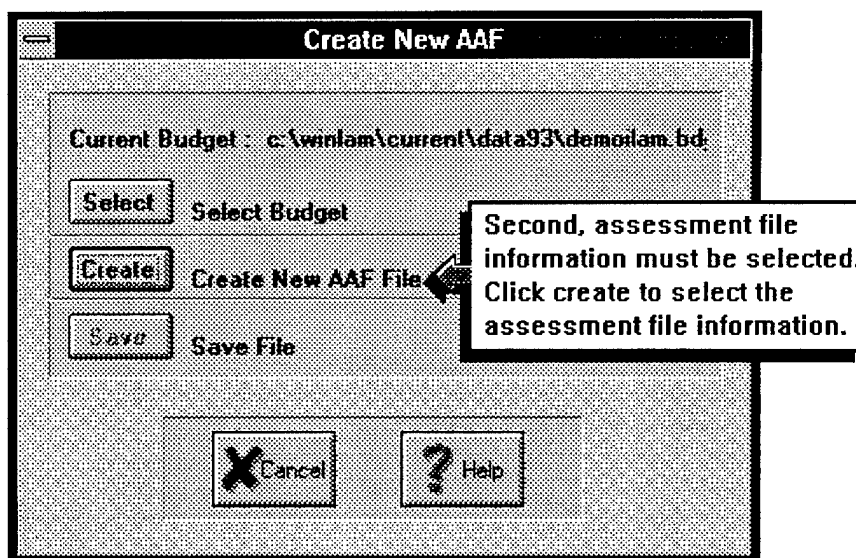 Create New AAF
Current Budget : c:\winlam\current\data93\demoilam.bd
Select Select Budget
Second, assessment file
information must be selected.
Create Create New AAF File
Click create to select the
assessment file information.
Save Save File
Cancel ? Help